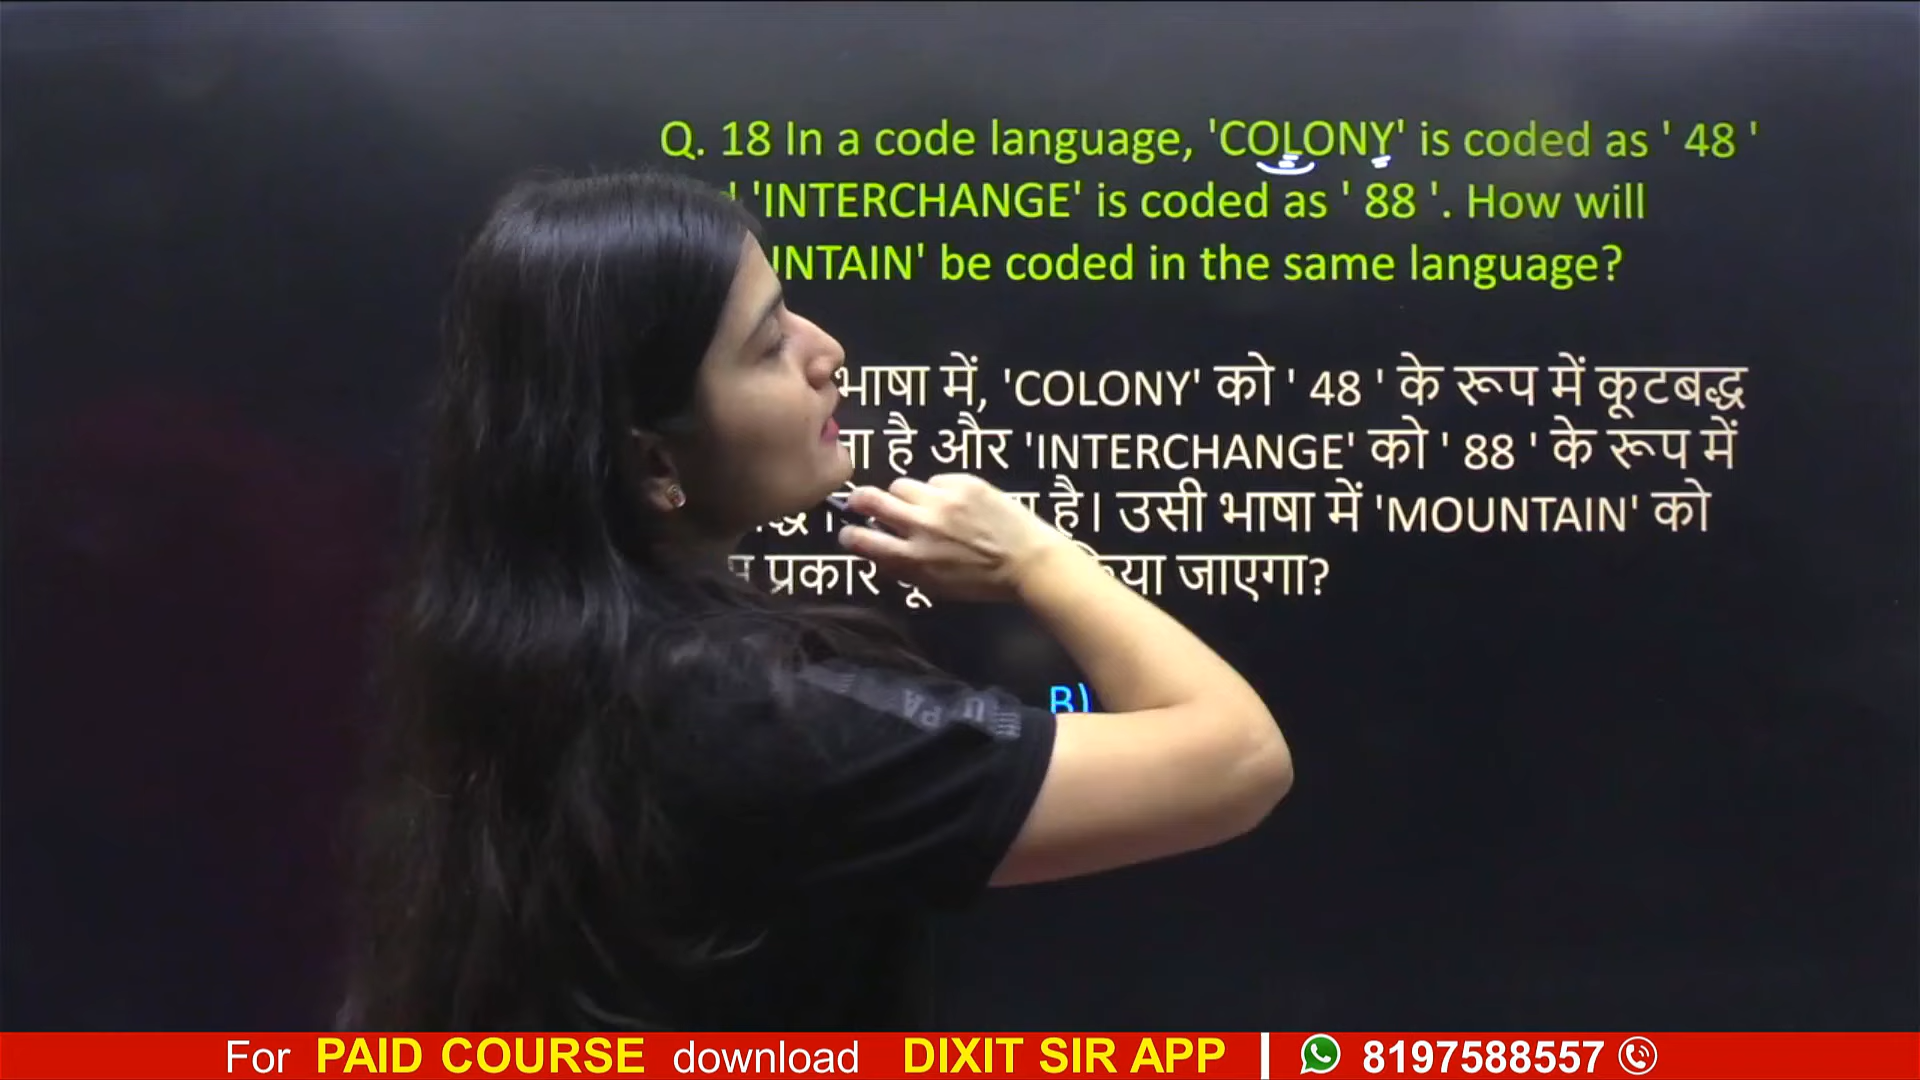 Q. 18 In a code language, 'COLONY' is coded as ' 48 '
'INTERCHANGE' is coded as ' 88 '. How will
NTAIN' be coded in the same language?
भाषा में, 'COLONY' को ' 48 ' के रूप में कूटबद्ध
है और 'INTERCHANGE' को ' 88 ' के रूप में
है। उसी भाषा में 'MOUNTAIN' को
प्रकार जाएगा?
B)
For PAID COURSE download DIXIT SIR APP | 8197588557